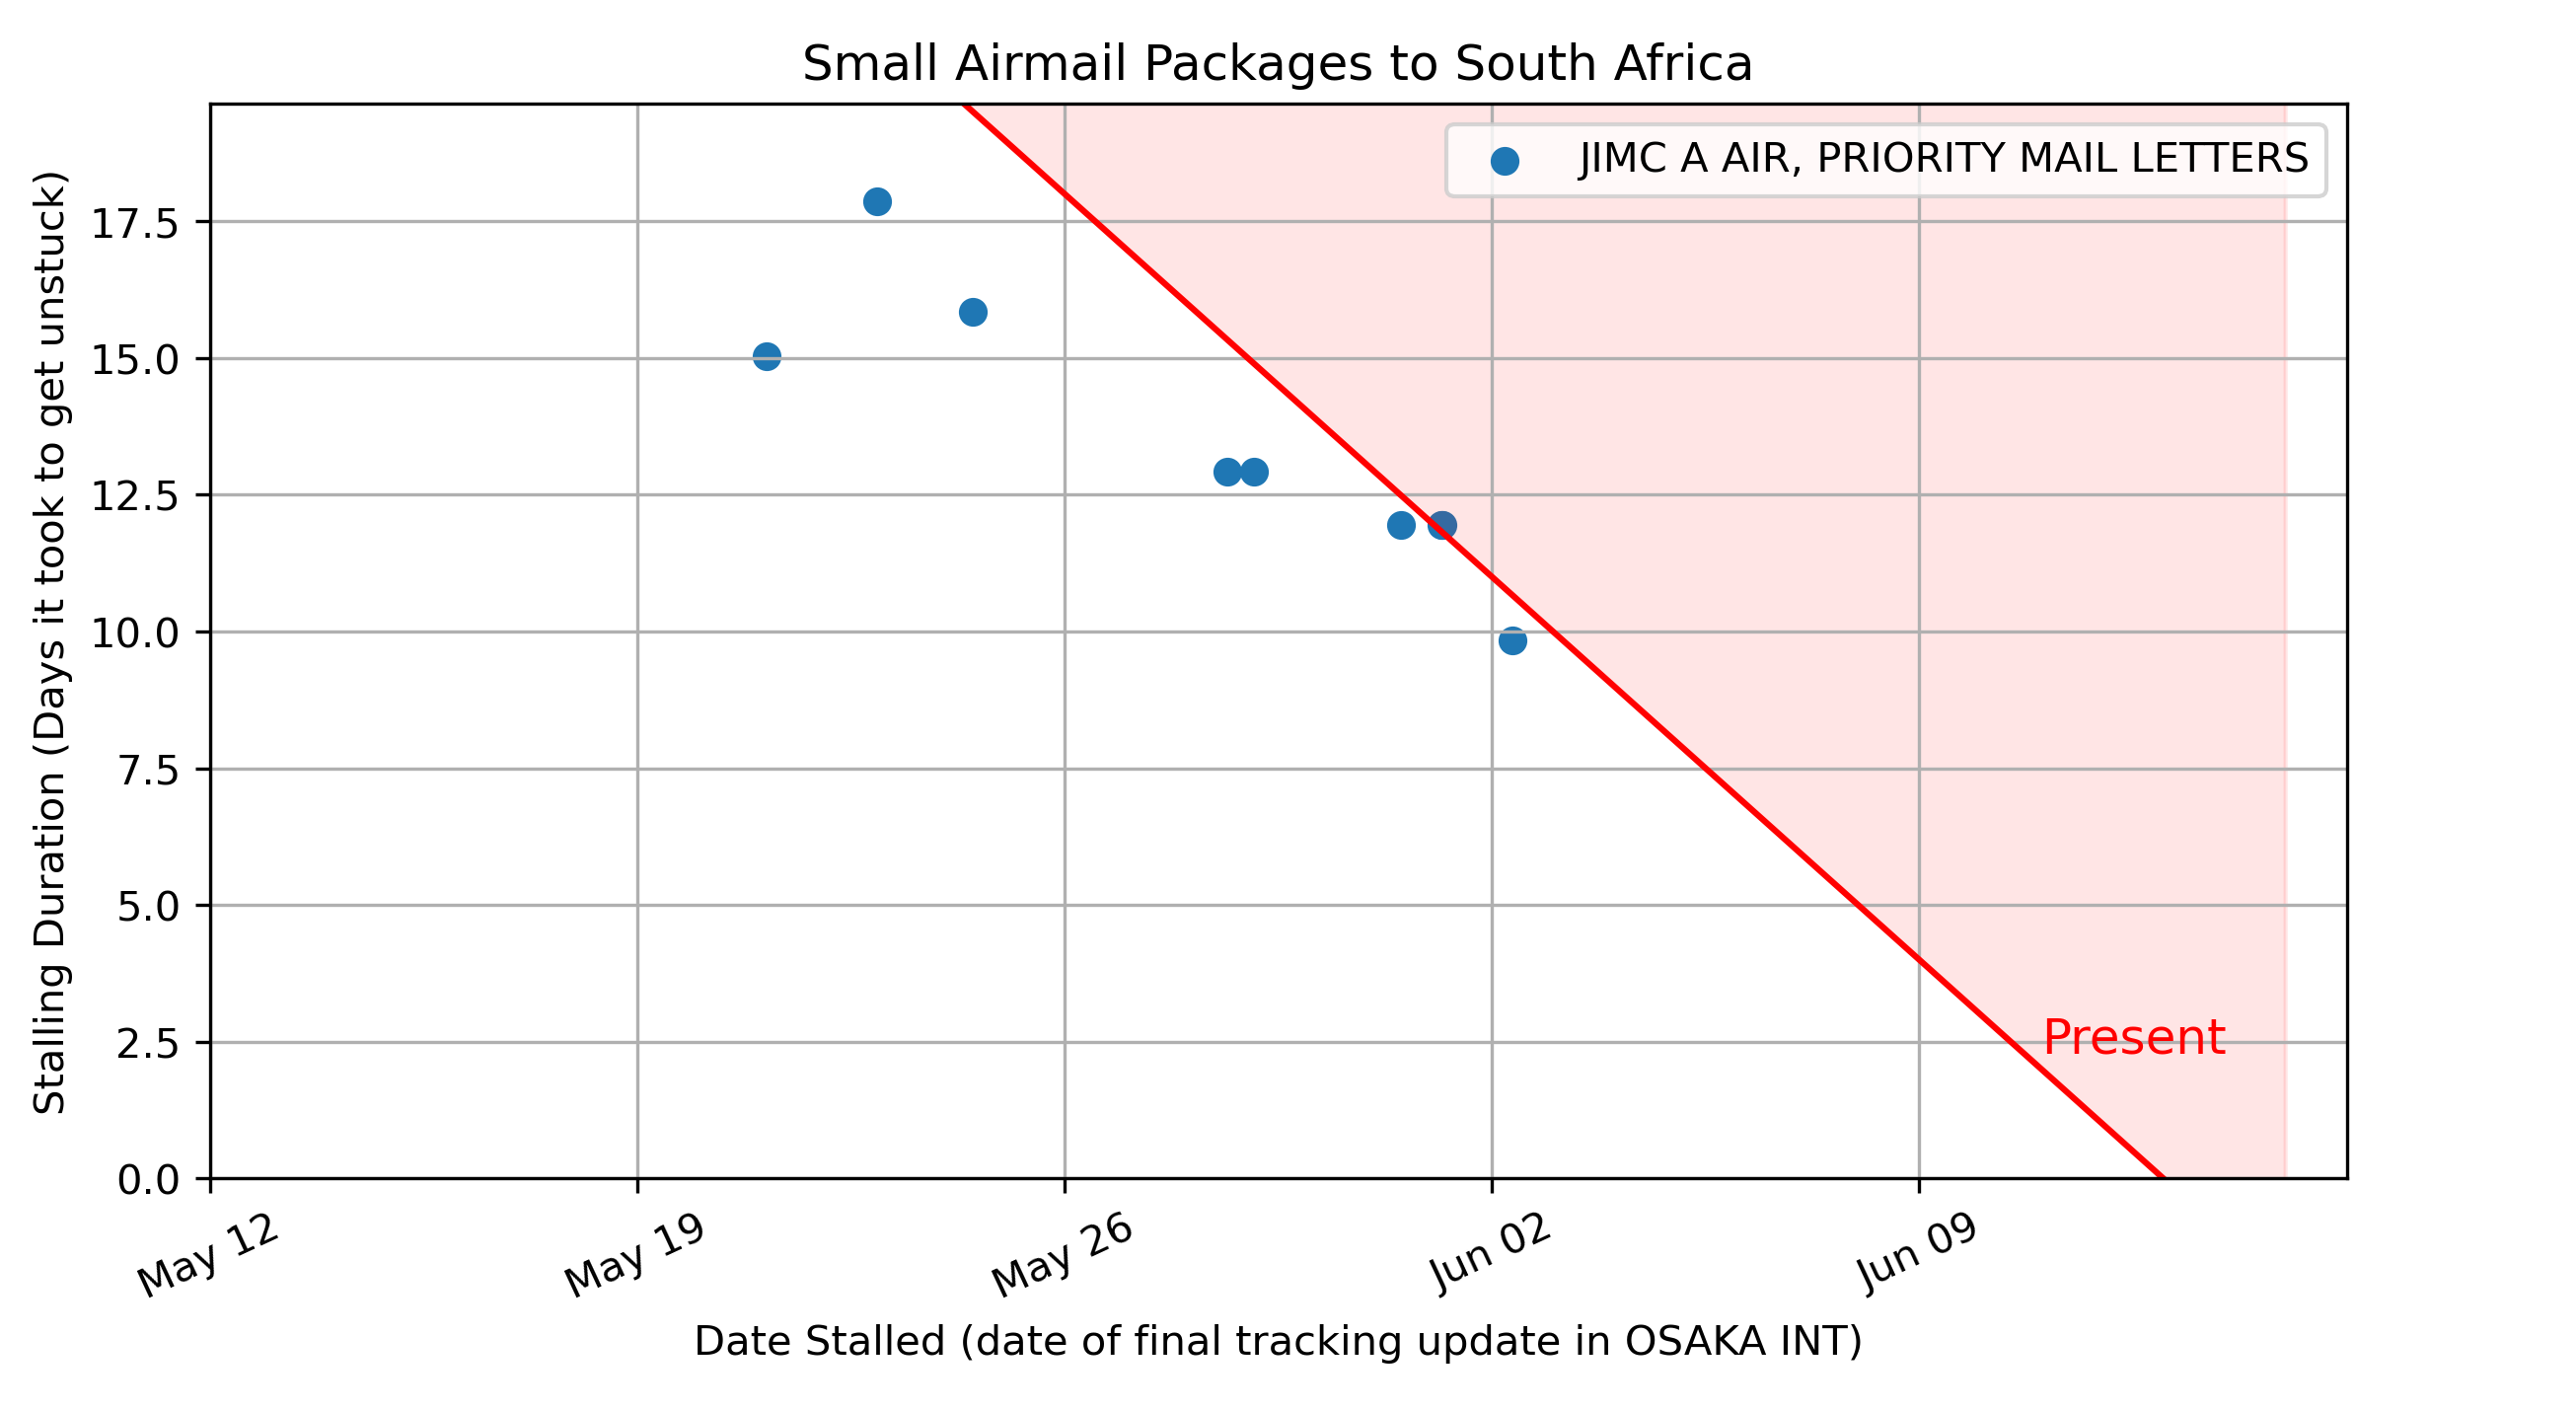 Small Airmail Packages to South Africa
JIMC A AIR, PRIORITY MAIL LETTERS
Stalling Duration (Days it took to get unstuck)
17.5
15.0
12.5
10.0
7.5
5.0
2.5
0.0
Present
May 12
May 19
May 26
Jun 02
Jun 09
Date Stalled (date of final tracking update in OSAKA INT)